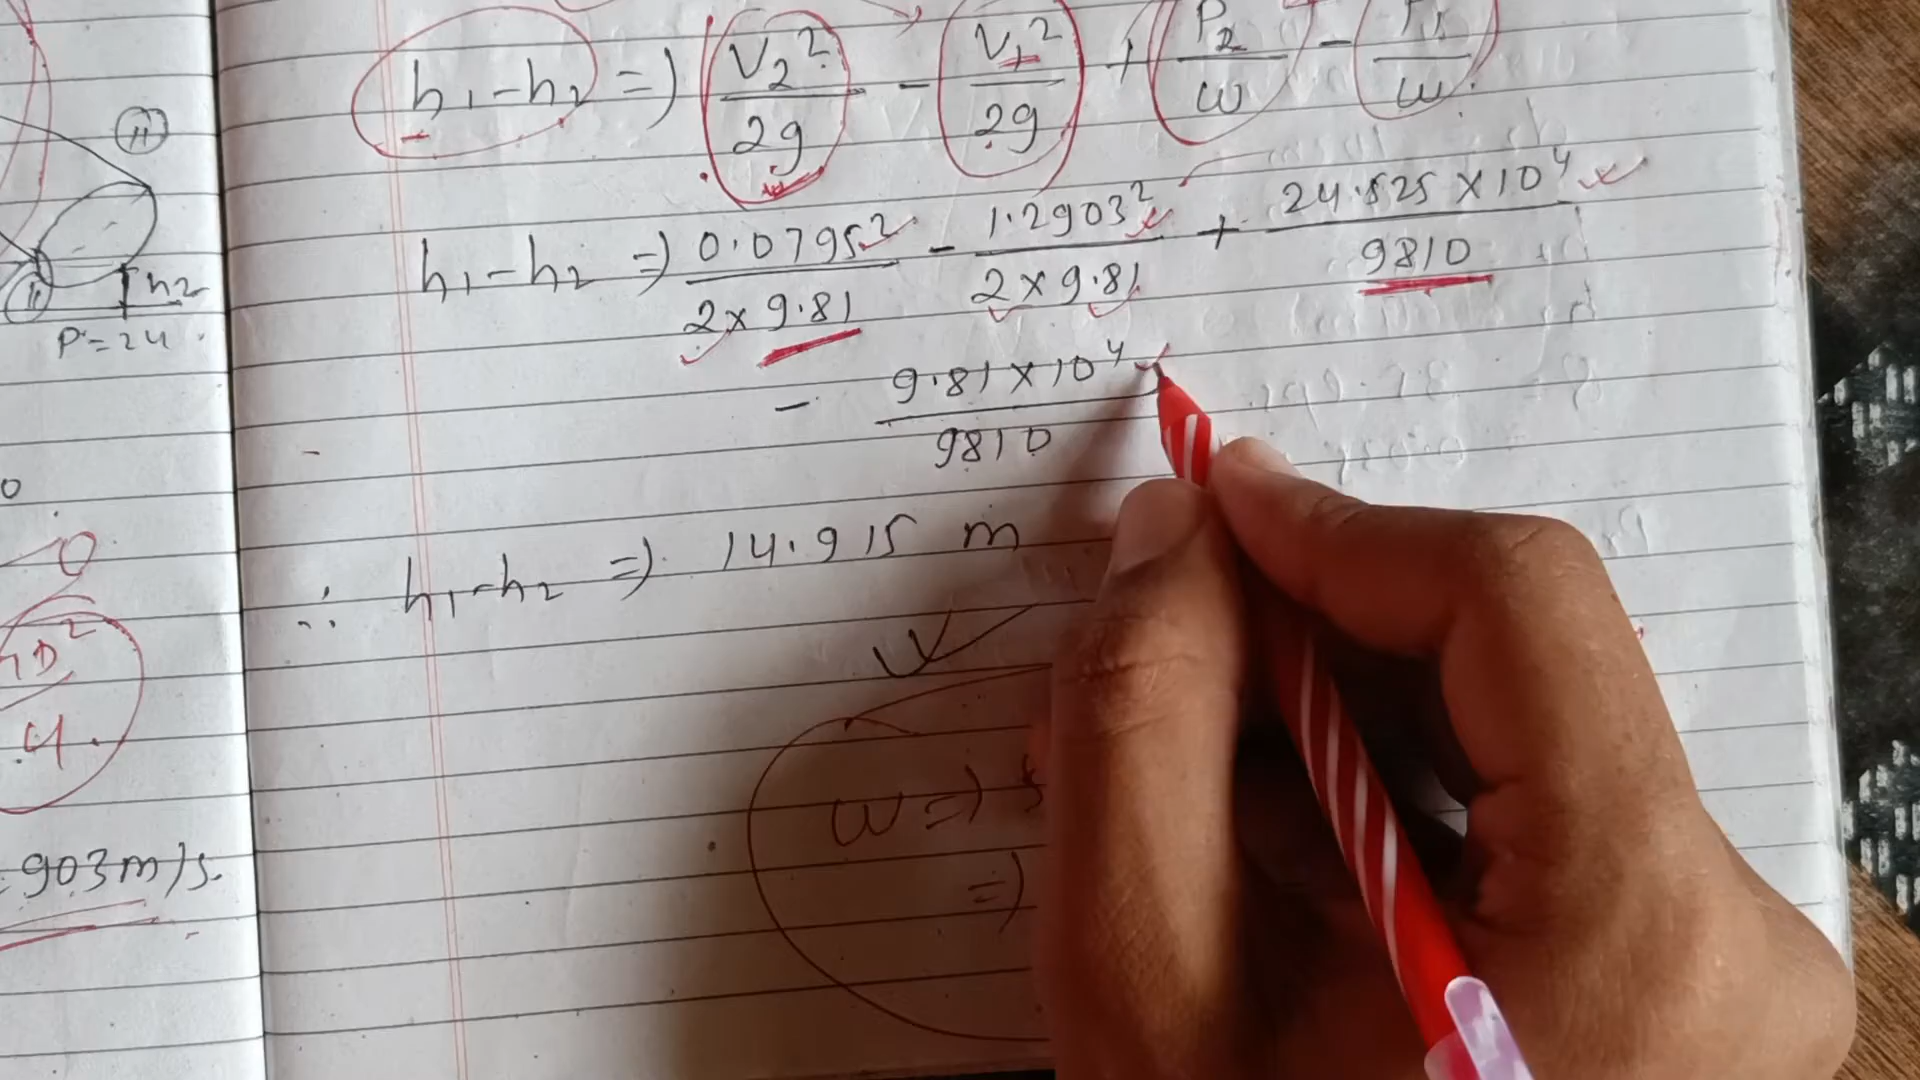 h₁-h₂ ⇒ V₂²/2g - V₁²/2g + P₂/ω - P₁/ω
h₁-h₂ ⇒ 0.0795²/2×9.81 - 1.2903²/2×9.81 + 24.525×10⁴/9810
- 9.81×10⁴/9810
∴ h₁-h₂ ⇒ 14.915 m
ω ⇒
⇒
h₂
P=24
D²
4
903m/s.